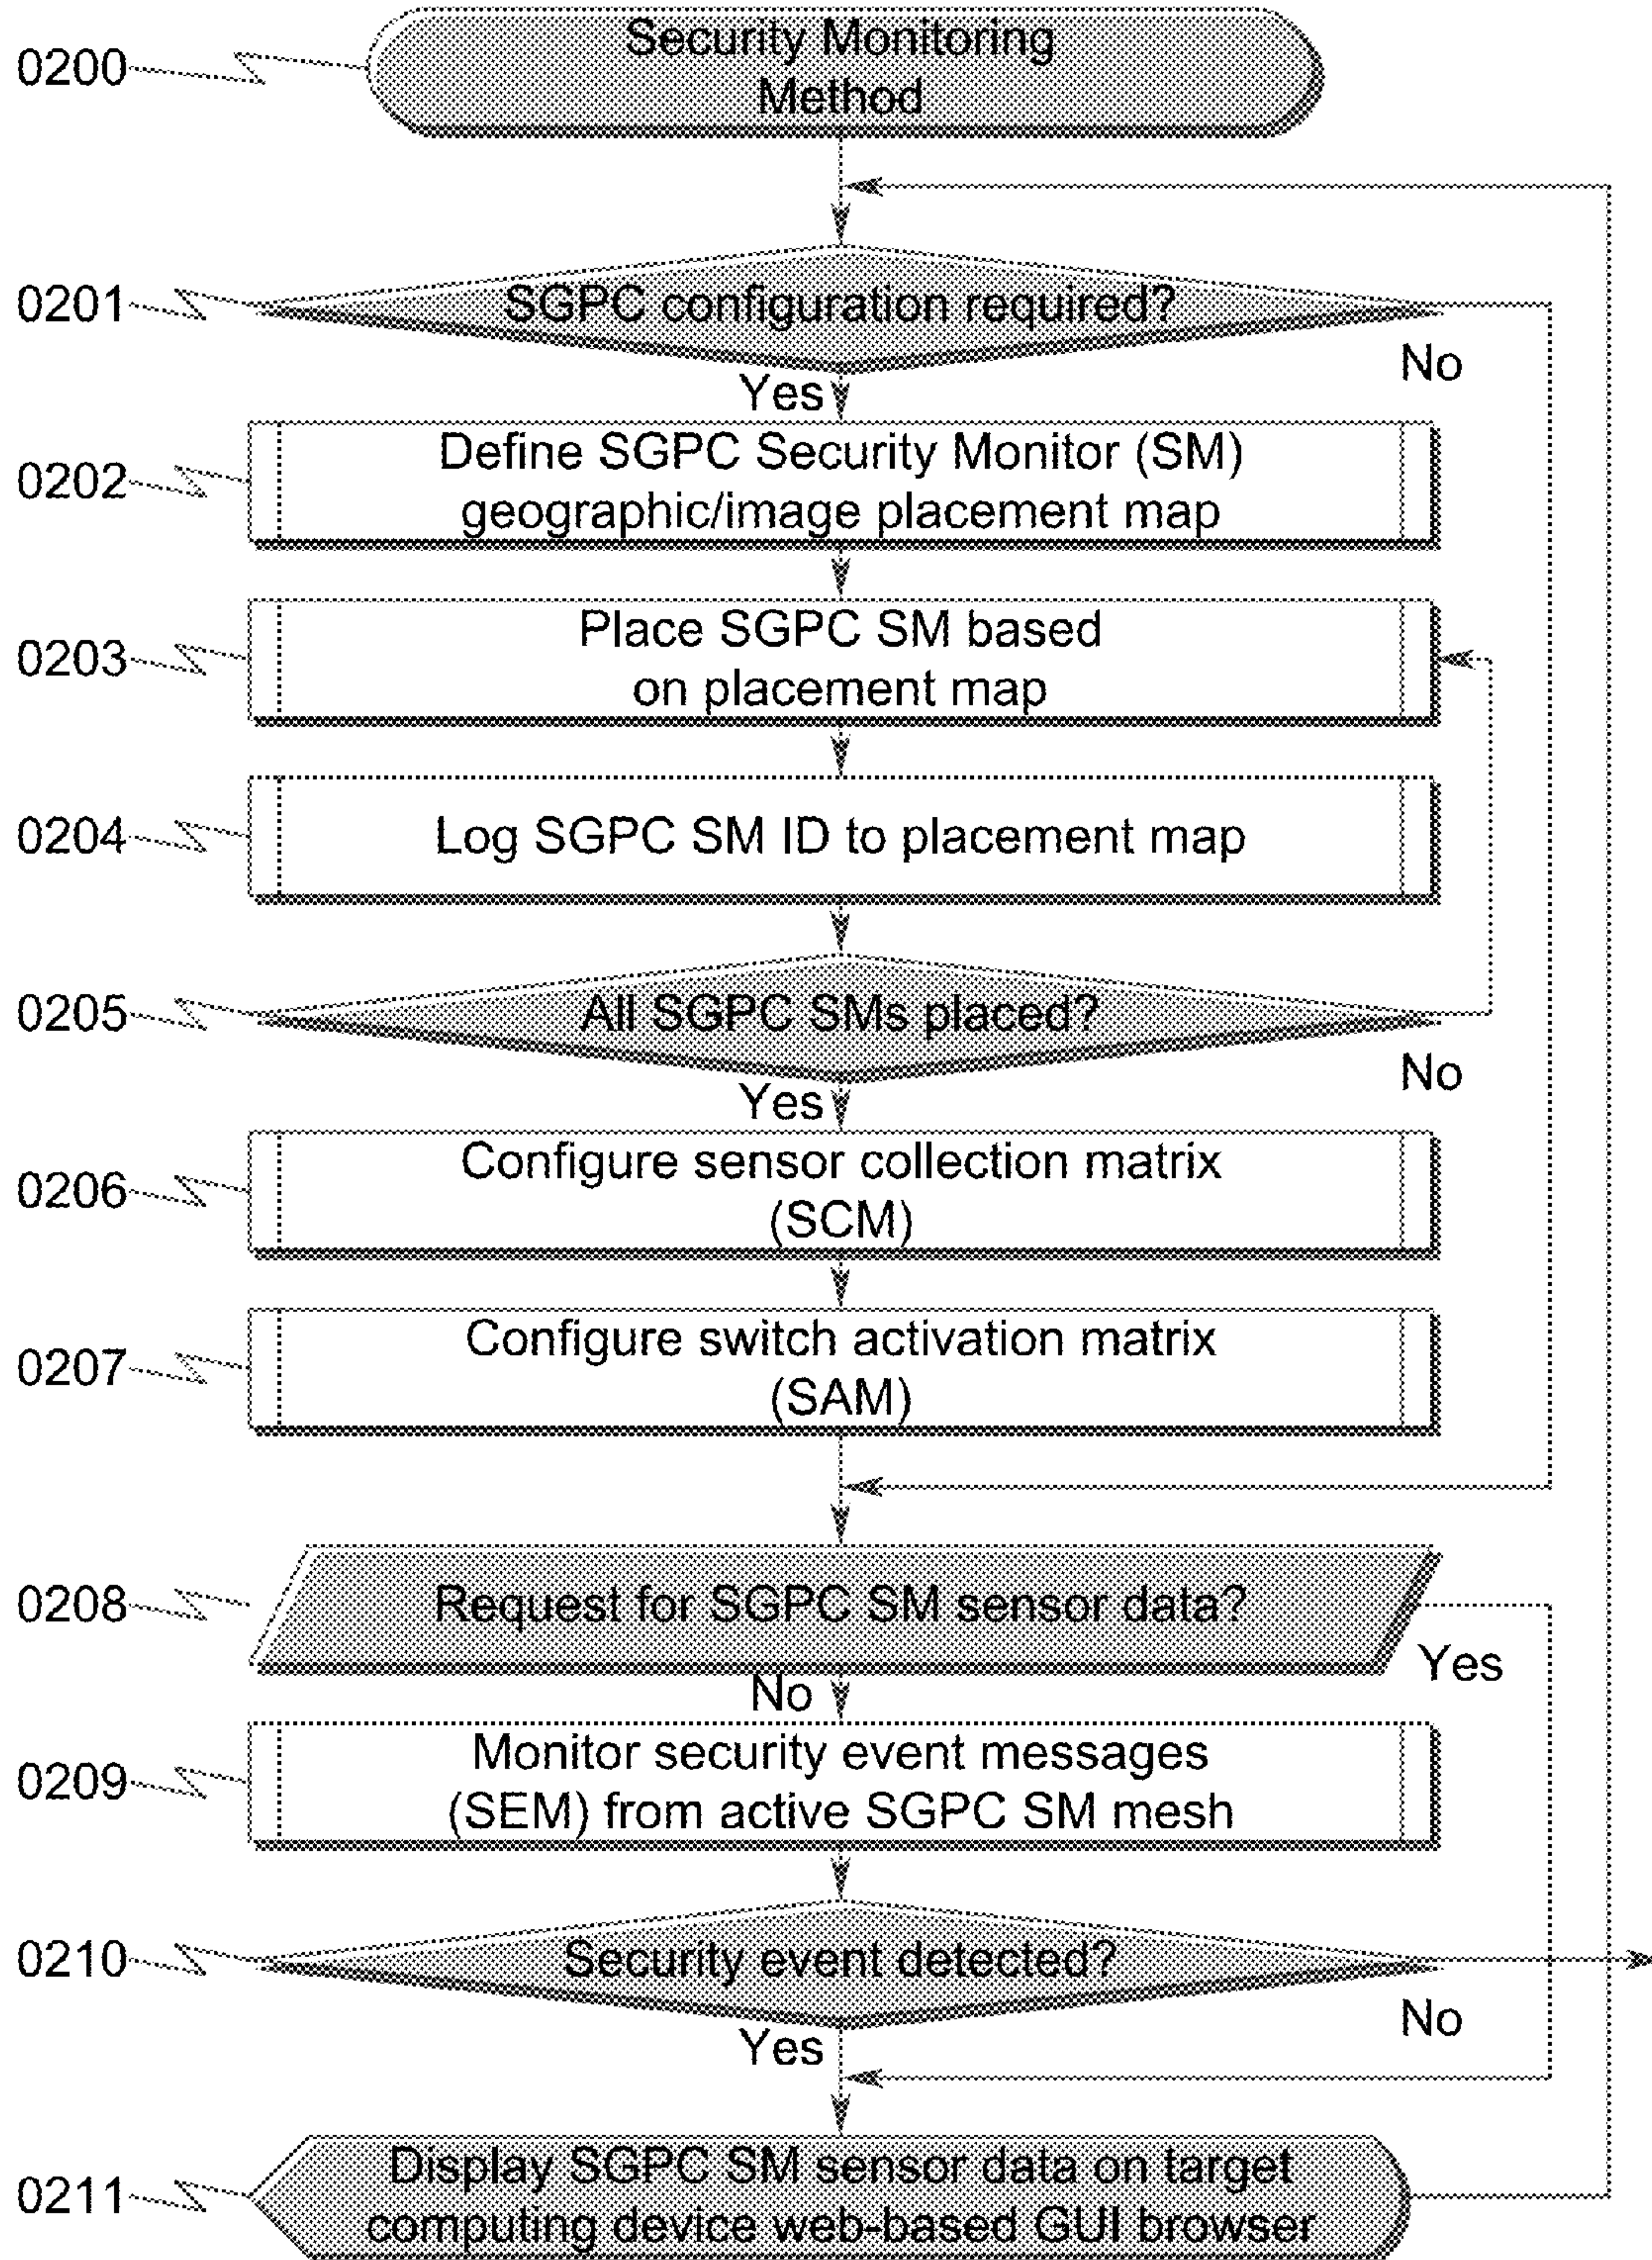 0200
Security Monitoring
Method
0201
SGPC configuration required?
No
Yes
0202
Define SGPC Security Monitor (SM)
geographic/image placement map
0203
Place SGPC SM based
on placement map
0204
Log SGPC SM ID to placement map
0205
All SGPC SMs placed?
No
Yes
0206
Configure sensor collection matrix
(SCM)
0207
Configure switch activation matrix
(SAM)
0208
Request for SGPC SM sensor data?
Yes
No
0209
Monitor security event messages
(SEM) from active SGPC SM mesh
0210
Security event detected?
No
Yes
0211
Display SGPC SM sensor data on target
computing device web-based GUI browser